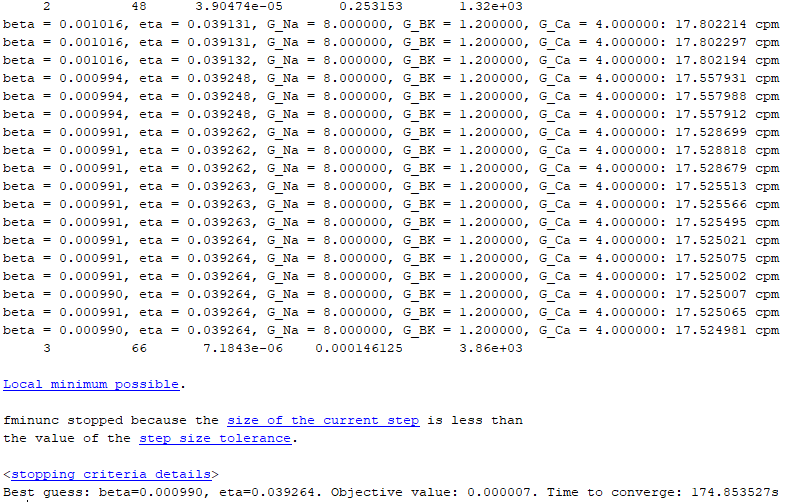 2 48 3.90474e-05 0.253153 1.32e+03
beta = 0.001016, eta = 0.039131, G_Na = 8.000000, G_BK = 1.200000, G_Ca = 4.000000: 17.802214 cpm
beta = 0.001016, eta = 0.039131, G_Na = 8.000000, G_BK = 1.200000, G_Ca = 4.000000: 17.802297 cpm
beta = 0.001016, eta = 0.039132, G_Na = 8.000000, G_BK = 1.200000, G_Ca = 4.000000: 17.802194 cpm
beta = 0.000994, eta = 0.039248, G_Na = 8.000000, G_BK = 1.200000, G_Ca = 4.000000: 17.557931 cpm
beta = 0.000994, eta = 0.039248, G_Na = 8.000000, G_BK = 1.200000, G_Ca = 4.000000: 17.557988 cpm
beta = 0.000994, eta = 0.039248, G_Na = 8.000000, G_BK = 1.200000, G_Ca = 4.000000: 17.557912 cpm
beta = 0.000991, eta = 0.039262, G_Na = 8.000000, G_BK = 1.200000, G_Ca = 4.000000: 17.528699 cpm
beta = 0.000991, eta = 0.039262, G_Na = 8.000000, G_BK = 1.200000, G_Ca = 4.000000: 17.528818 cpm
beta = 0.000991, eta = 0.039262, G_Na = 8.000000, G_BK = 1.200000, G_Ca = 4.000000: 17.528679 cpm
beta = 0.000991, eta = 0.039263, G_Na = 8.000000, G_BK = 1.200000, G_Ca = 4.000000: 17.525513 cpm
beta = 0.000991, eta = 0.039263, G_Na = 8.000000, G_BK = 1.200000, G_Ca = 4.000000: 17.525566 cpm
beta = 0.000991, eta = 0.039263, G_Na = 8.000000, G_BK = 1.200000, G_Ca = 4.000000: 17.525495 cpm
beta = 0.000991, eta = 0.039264, G_Na = 8.000000, G_BK = 1.200000, G_Ca = 4.000000: 17.525021 cpm
beta = 0.000991, eta = 0.039264, G_Na = 8.000000, G_BK = 1.200000, G_Ca = 4.000000: 17.525075 cpm
beta = 0.000991, eta = 0.039264, G_Na = 8.000000, G_BK = 1.200000, G_Ca = 4.000000: 17.525002 cpm
beta = 0.000990, eta = 0.039264, G_Na = 8.000000, G_BK = 1.200000, G_Ca = 4.000000: 17.525007 cpm
beta = 0.000991, eta = 0.039264, G_Na = 8.000000, G_BK = 1.200000, G_Ca = 4.000000: 17.525065 cpm
beta = 0.000990, eta = 0.039264, G_Na = 8.000000, G_BK = 1.200000, G_Ca = 4.000000: 17.524981 cpm
3 66 7.1843e-06 0.000146125 3.86e+03
Local minimum possible.
fminunc stopped because the size of the current step is less than
the value of the step size tolerance.
<stopping criteria details>
Best guess: beta=0.000990, eta=0.039264. Objective value: 0.000007. Time to converge: 174.853527s